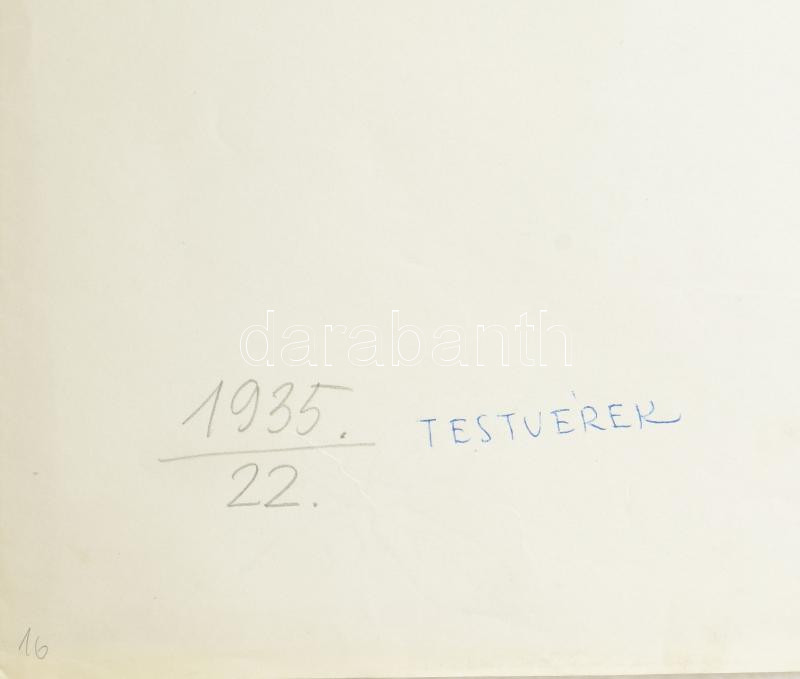 darabanth
1935. TESTVÉREK
22.
16